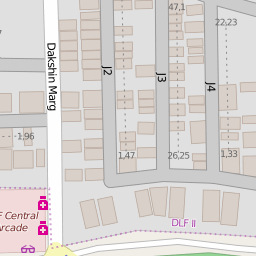 47,1
22,23
Dakshin Marg
J2
J3
J4
1,96
1,47
26,25
1,33
DLF II
F Central
Arcade